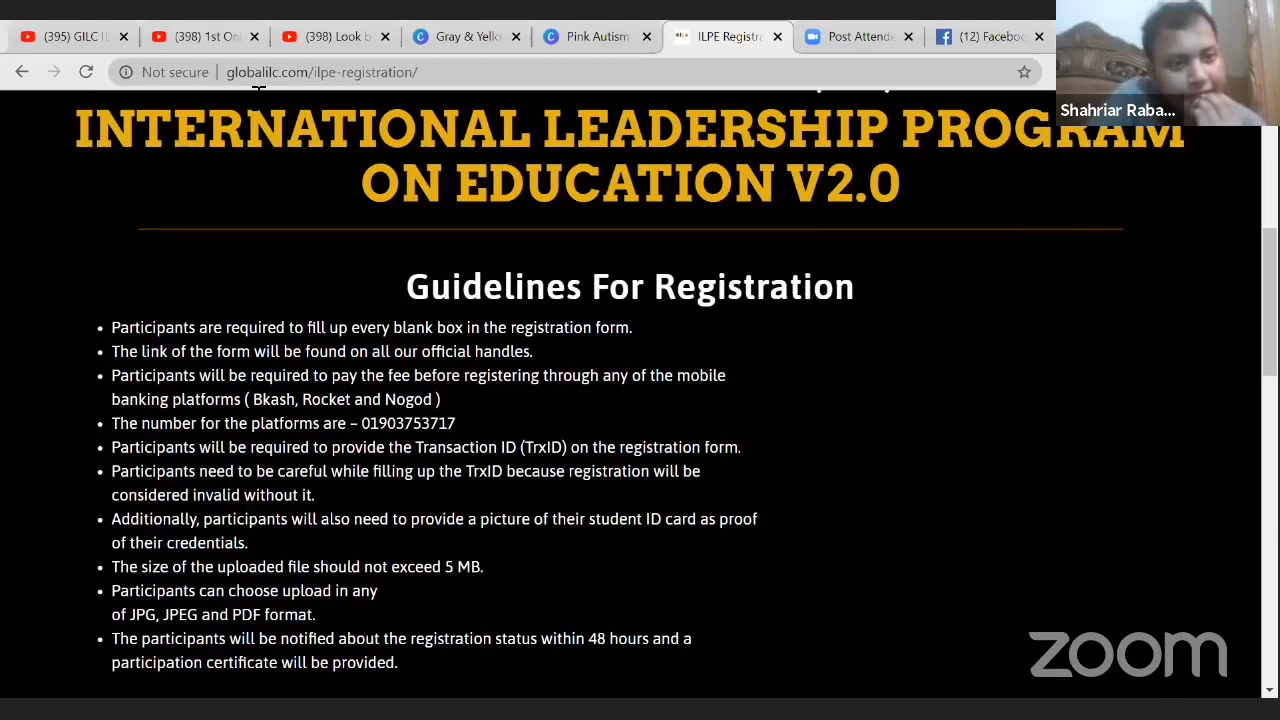 (395) GILC IL
(398) 1st Onl
(398) Look b
Gray & Yello
Pink Autism
ILPE Registra
Post Attende
(12) Faceboo
Not secure
globalilc.com/ilpe-registration/
Shahriar Raba...
INTERNATIONAL LEADERSHIP PROGRAM
ON EDUCATION V2.0
Guidelines For Registration
• Participants are required to fill up every blank box in the registration form.
• The link of the form will be found on all our official handles.
• Participants will be required to pay the fee before registering through any of the mobile
banking platforms ( Bkash, Rocket and Nogod )
• The number for the platforms are – 01903753717
• Participants will be required to provide the Transaction ID (TrxID) on the registration form.
• Participants need to be careful while filling up the TrxID because registration will be
considered invalid without it.
• Additionally, participants will also need to provide a picture of their student ID card as proof
of their credentials.
• The size of the uploaded file should not exceed 5 MB.
• Participants can choose upload in any
of JPG, JPEG and PDF format.
• The participants will be notified about the registration status within 48 hours and a
participation certificate will be provided.
zoom